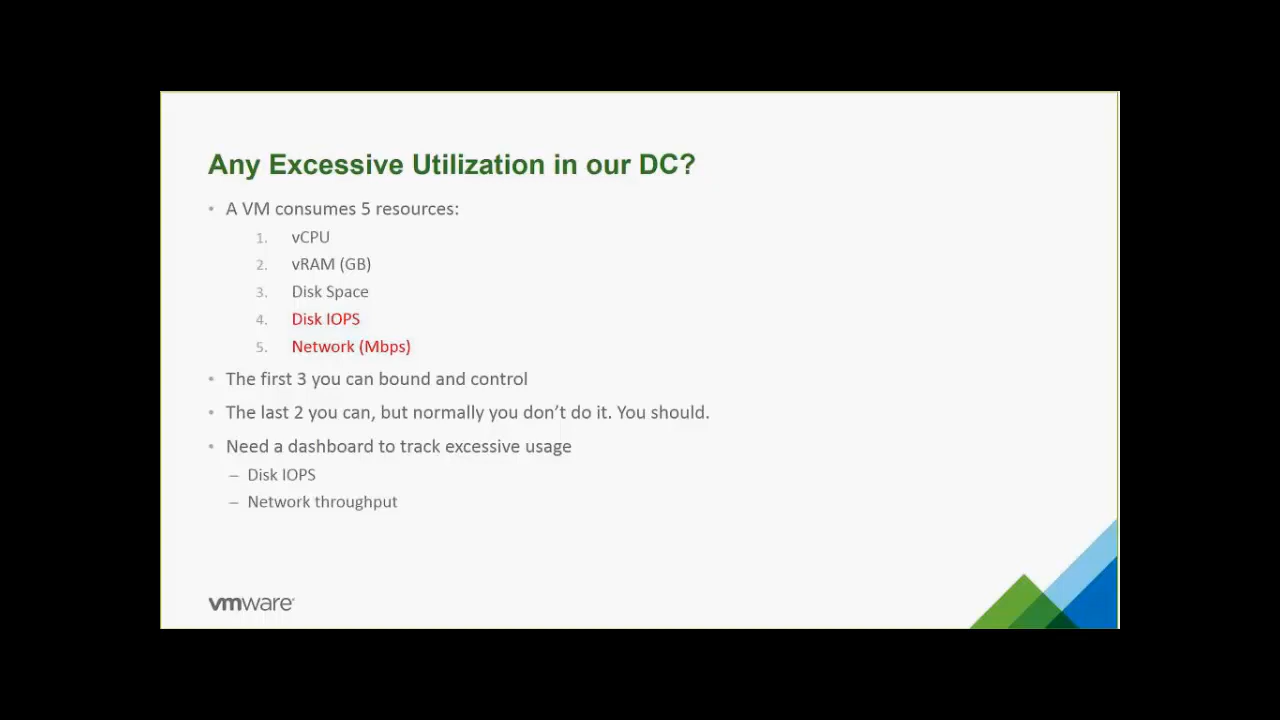 Any Excessive Utilization in our DC?
• A VM consumes 5 resources:
1. vCPU
2. vRAM (GB)
3. Disk Space
4. Disk IOPS
5. Network (Mbps)
• The first 3 you can bound and control
• The last 2 you can, but normally you don’t do it. You should.
• Need a dashboard to track excessive usage
– Disk IOPS
– Network throughput
vmware